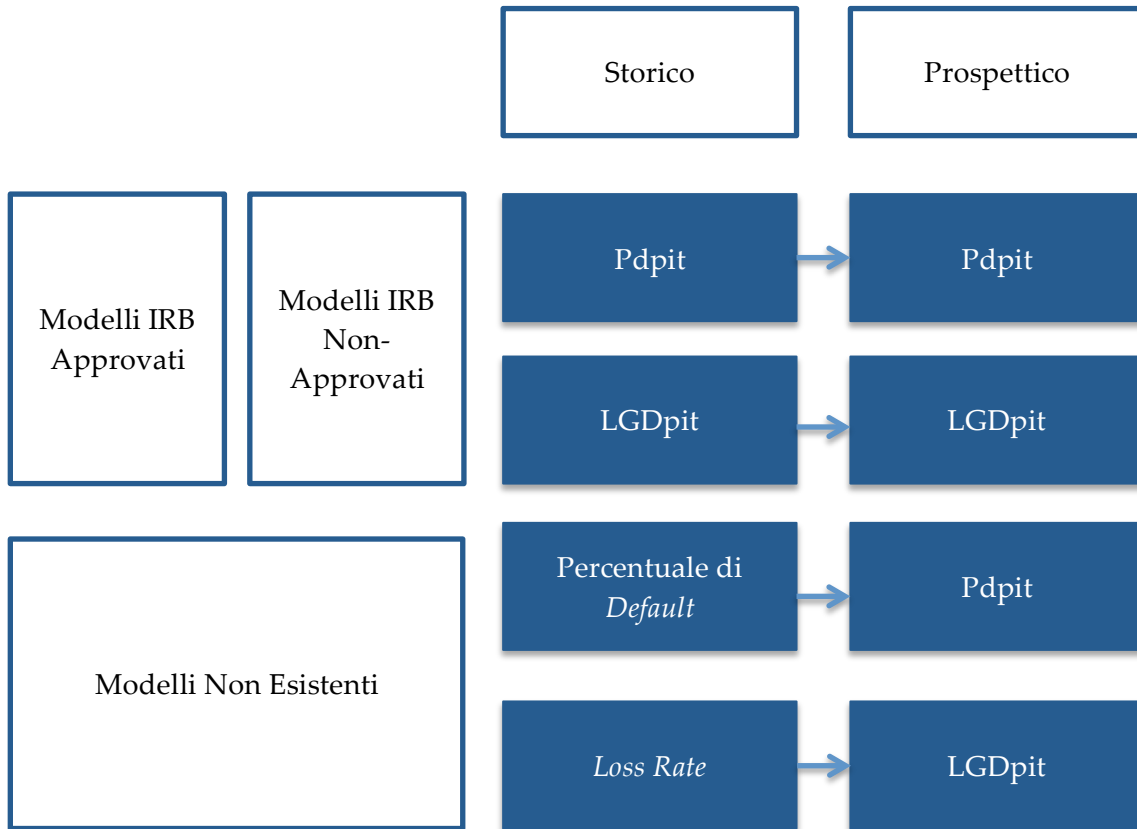 Storico
Prospettico
Modelli IRB
Approvati
Modelli IRB
Non-
Approvati
Pdpit
Pdpit
LGDpit
LGDpit
Modelli Non Esistenti
Percentuale di
Default
Pdpit
Loss Rate
LGDpit